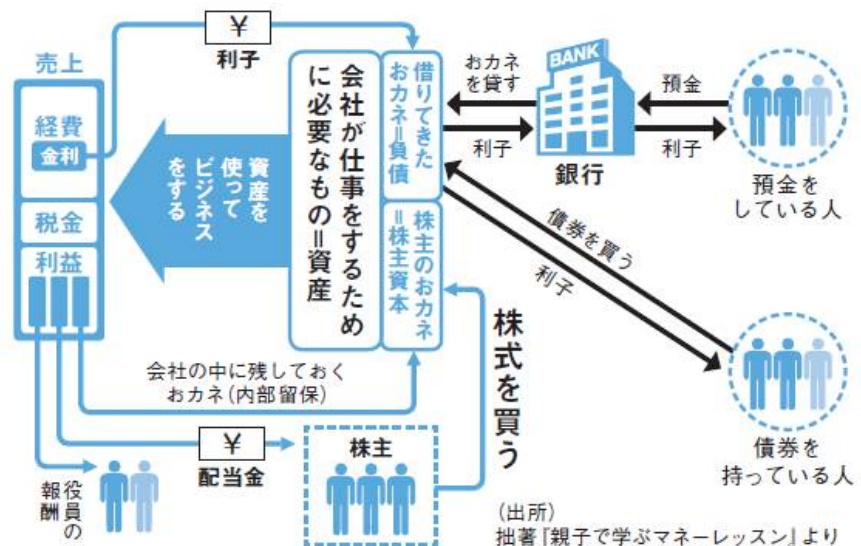 売上
経費
金利
税金
利益
￥
利子
資産を
使って
ビジネス
をする
会社が仕事をするため
に必要なもの=資産
借りてきた
おカネ=負債
株主のおカネ
=株主資本
おカネ
を貸す
利子
BANK
銀行
預金
利子
預金を
している人
債券を買う
利子
債券を
持っている人
株式を買う
会社の中に残しておく
おカネ(内部留保)
￥
配当金
株主
役員の
報酬
(出所)
拙著『親子で学ぶマネーレッスン』より